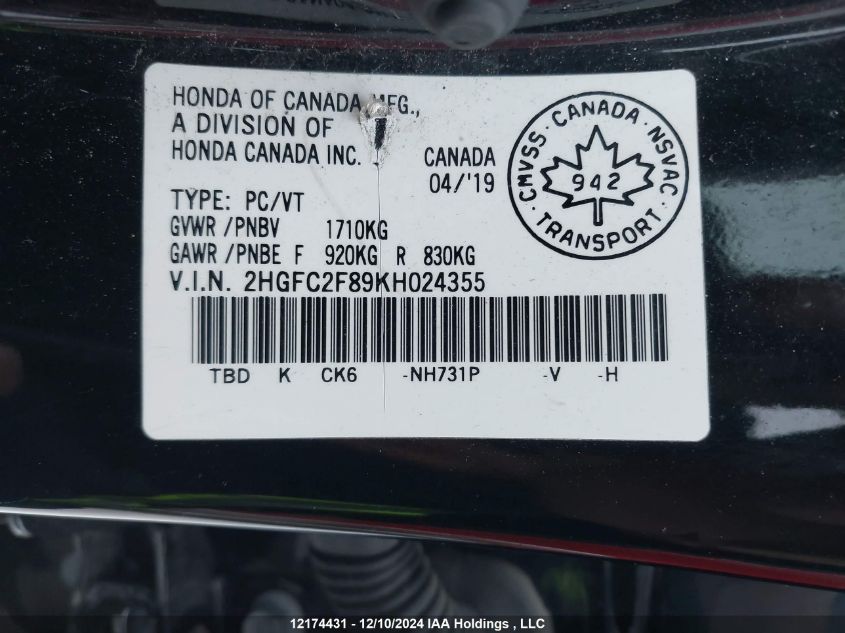 HONDA OF CANADA MFG.,
A DIVISION OF
HONDA CANADA INC.
CANADA
04/'19
CMVSS · CANADA · NSVAC · TRANSPORT ·
942
TYPE: PC/VT
GVWR /PNBV 1710KG
GAWR /PNBE F 920KG R 830KG
V.I.N. 2HGFC2F89KH024355
TBD K CK6 -NH731P -V -H
12174431 - 12/10/2024 IAA Holdings , LLC